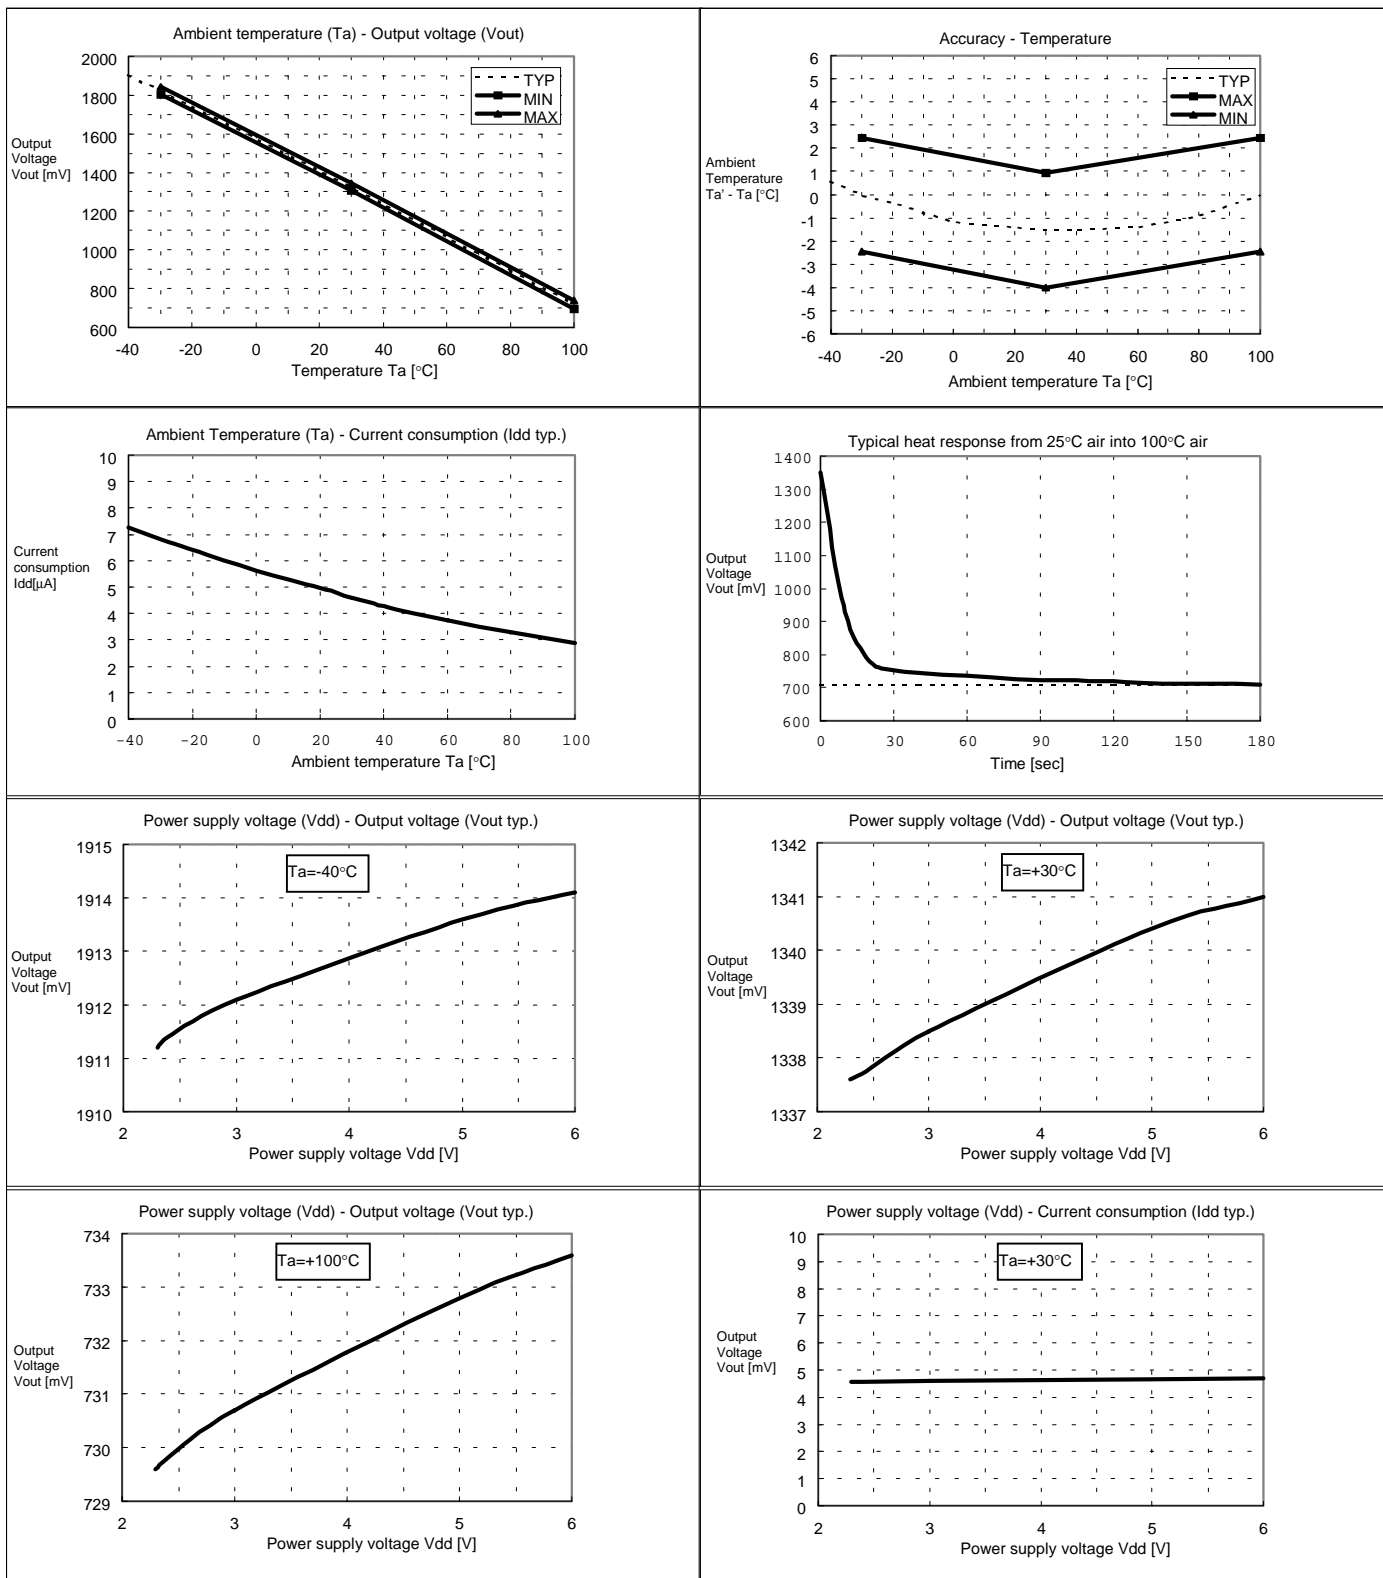 Ambient temperature (Ta) - Output voltage (Vout)
2000
1800
1600
1400
1200
1000
800
600
Output
Voltage
Vout [mV]
TYP
MIN
MAX
-40 -20 0 20 40 60 80 100
Temperature Ta [°C]
Accuracy - Temperature
6
5
4
3
2
1
0
-1
-2
-3
-4
-5
-6
Ambient
Temperature
Ta' - Ta [°C]
TYP
MAX
MIN
-40 -20 0 20 40 60 80 100
Ambient temperature Ta [°C]
Ambient Temperature (Ta) - Current consumption (Idd typ.)
10
9
8
7
6
5
4
3
2
1
0
Current
consumption
Idd[µA]
-40 -20 0 20 40 60 80 100
Ambient temperature Ta [°C]
Typical heat response from 25°C air into 100°C air
1400
1300
1200
1100
1000
900
800
700
600
Output
Voltage
Vout [mV]
0 30 60 90 120 150 180
Time [sec]
Power supply voltage (Vdd) - Output voltage (Vout typ.)
1915
1914
1913
1912
1911
1910
Ta=-40°C
Output
Voltage
Vout [mV]
2 3 4 5 6
Power supply voltage Vdd [V]
Power supply voltage (Vdd) - Output voltage (Vout typ.)
1342
1341
1340
1339
1338
1337
Ta=+30°C
Output
Voltage
Vout [mV]
2 3 4 5 6
Power supply voltage Vdd [V]
Power supply voltage (Vdd) - Output voltage (Vout typ.)
734
733
732
731
730
729
Ta=+100°C
Output
Voltage
Vout [mV]
2 3 4 5 6
Power supply voltage Vdd [V]
Power supply voltage (Vdd) - Current consumption (Idd typ.)
10
9
8
7
6
5
4
3
2
1
0
Ta=+30°C
Output
Voltage
Vout [mV]
2 3 4 5 6
Power supply voltage Vdd [V]